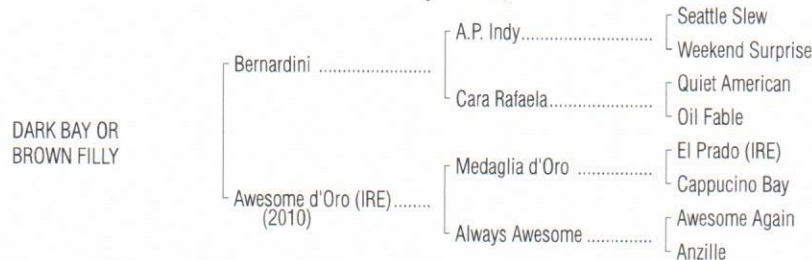 Seattle Slew
A.P. Indy....................
Weekend Surprise
Bernardini ....................
Quiet American
Cara Rafaela...............
Oil Fable
DARK BAY OR
BROWN FILLY
El Prado (IRE)
Medaglia d'Oro ............
Cappucino Bay
Awesome d'Oro (IRE)........
(2010)
Awesome Again
Always Awesome ...............
Anzille